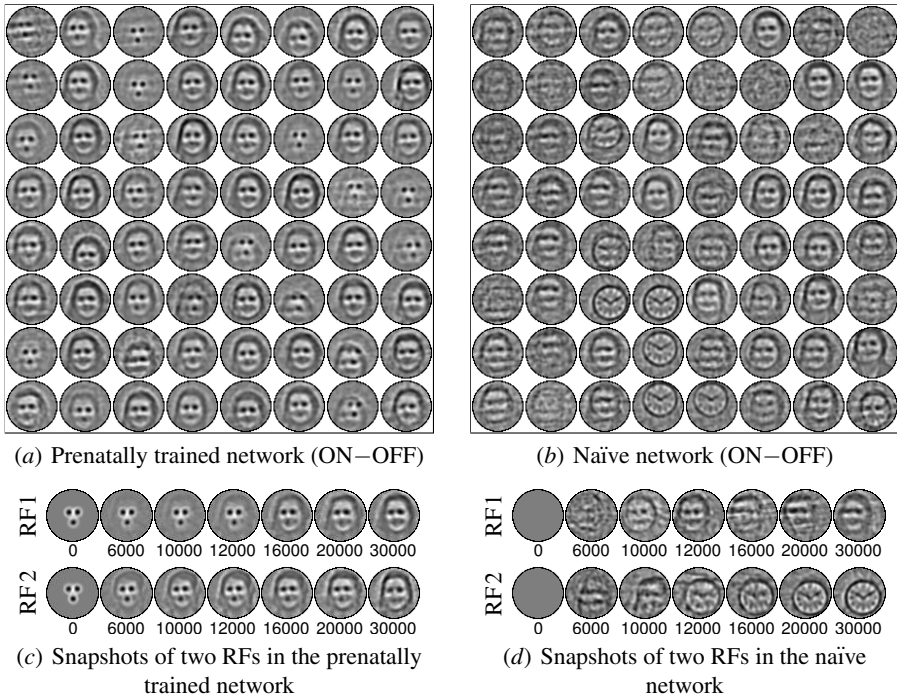 (a) Prenatally trained network (ON−OFF)
(b) Naïve network (ON−OFF)
RF1
0 6000 10000 12000 16000 20000 30000
RF2
0 6000 10000 12000 16000 20000 30000
(c) Snapshots of two RFs in the prenatally
trained network
RF1
0 6000 10000 12000 16000 20000 30000
RF2
0 6000 10000 12000 16000 20000 30000
(d) Snapshots of two RFs in the naïve
network